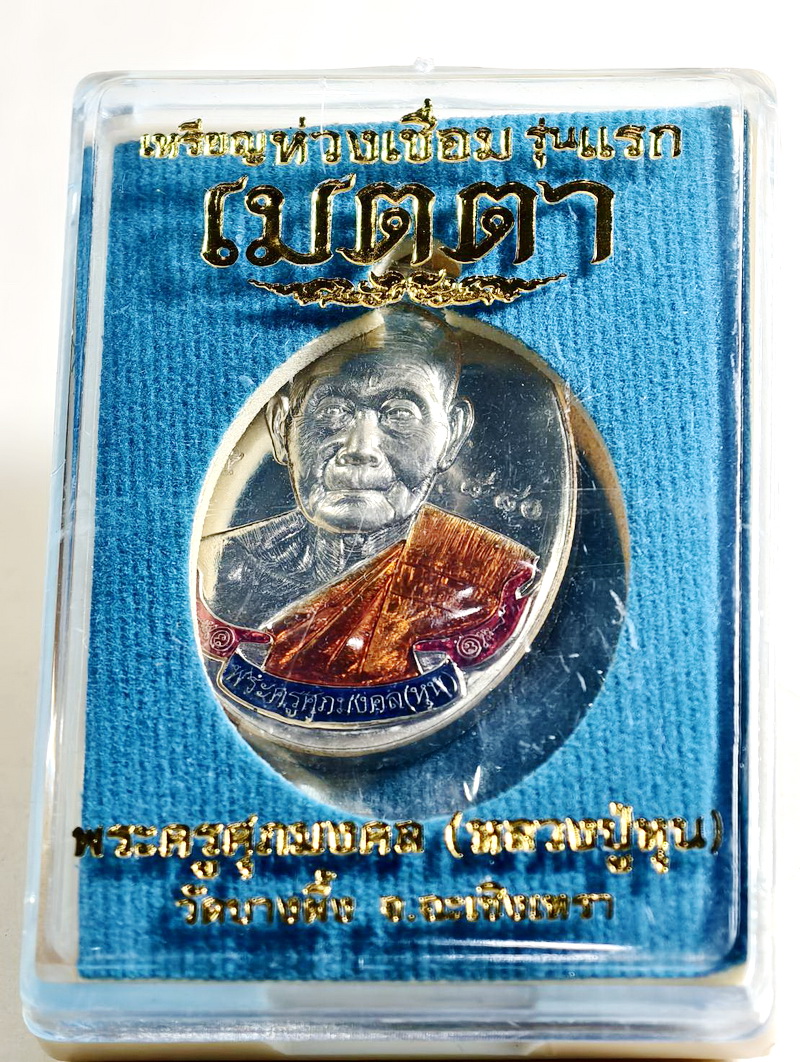 เหรียญห่วงเชื่อม รุ่นแรก
เมตตา
พระครูศุภมงคล(หุน)
พระครูศุภมงคล (หลวงปู่หุน)
วัดบางผึ้ง จ.ฉะเชิงเทรา